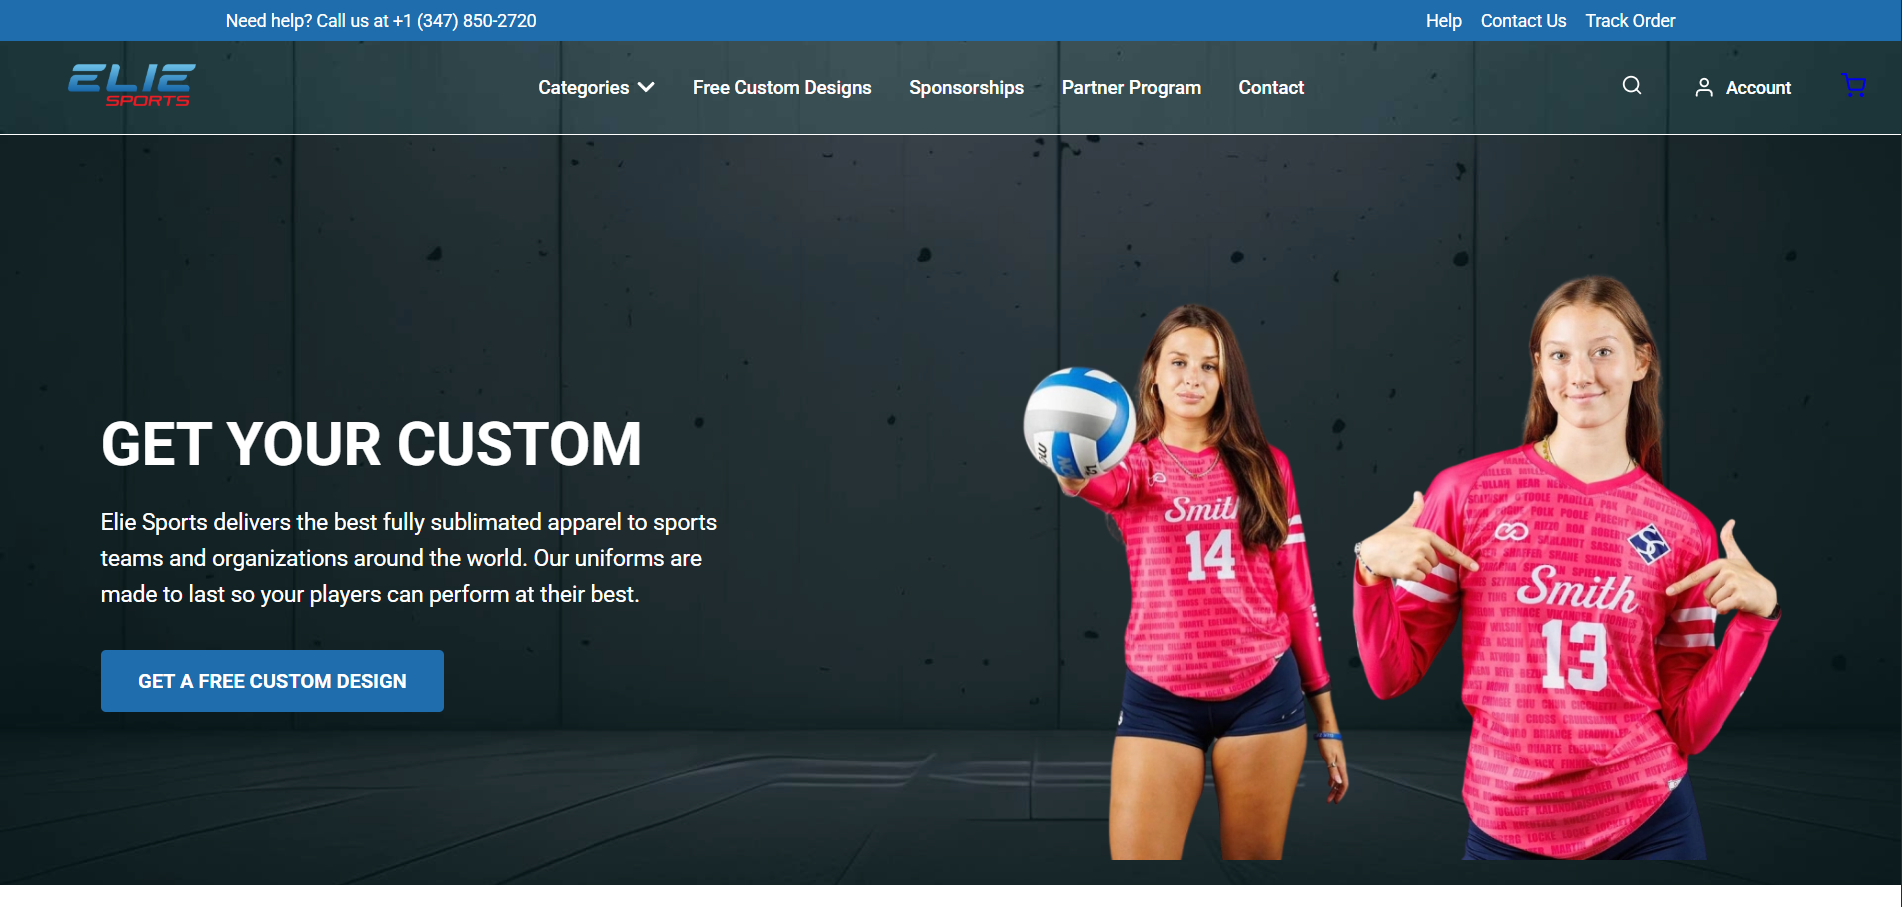 Need help? Call us at +1 (347) 850-2720
Help Contact Us Track Order
ELIE
SPORTS
Categories Free Custom Designs Sponsorships Partner Program Contact
Account
GET YOUR CUSTOM
Elie Sports delivers the best fully sublimated apparel to sports
teams and organizations around the world. Our uniforms are
made to last so your players can perform at their best.
GET A FREE CUSTOM DESIGN
Smith
14
Smith
13